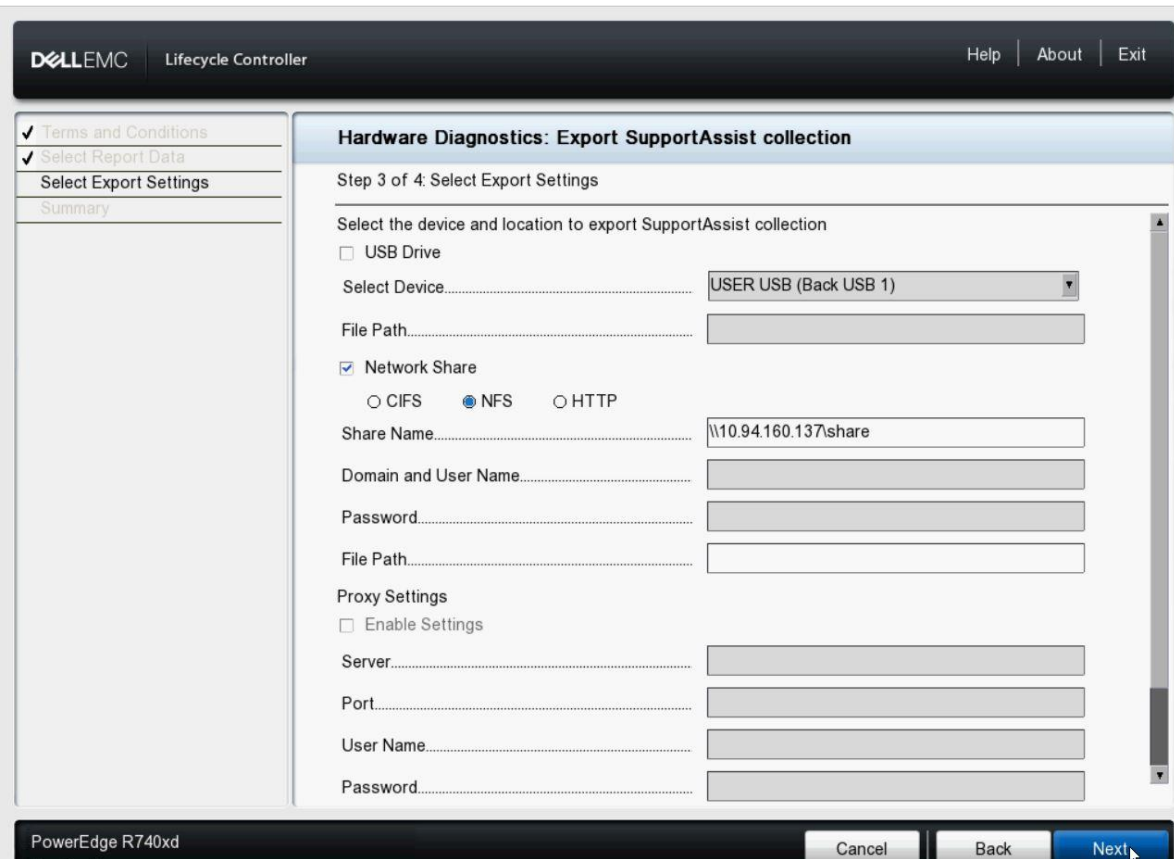 DELLEMC Lifecycle Controller Help About Exit
Terms and Conditions
Select Report Data
Select Export Settings
Summary
Hardware Diagnostics: Export SupportAssist collection
Step 3 of 4: Select Export Settings
Select the device and location to export SupportAssist collection
USB Drive
Select Device USER USB (Back USB 1)
File Path
Network Share
CIFS NFS HTTP
Share Name \\10.94.160.137\share
Domain and User Name
Password
File Path
Proxy Settings
Enable Settings
Server
Port
User Name
Password
PowerEdge R740xd Cancel Back Next